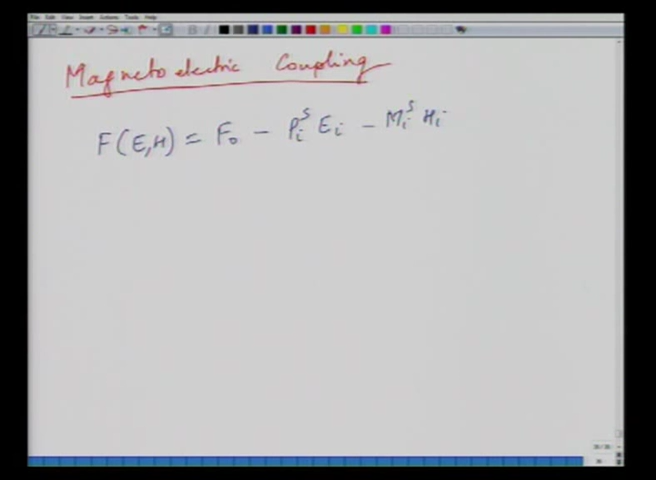 Magnetoelectric Coupling
F(E,H) = F₀ − Pᵢˢ Eᵢ − Mᵢˢ Hᵢ